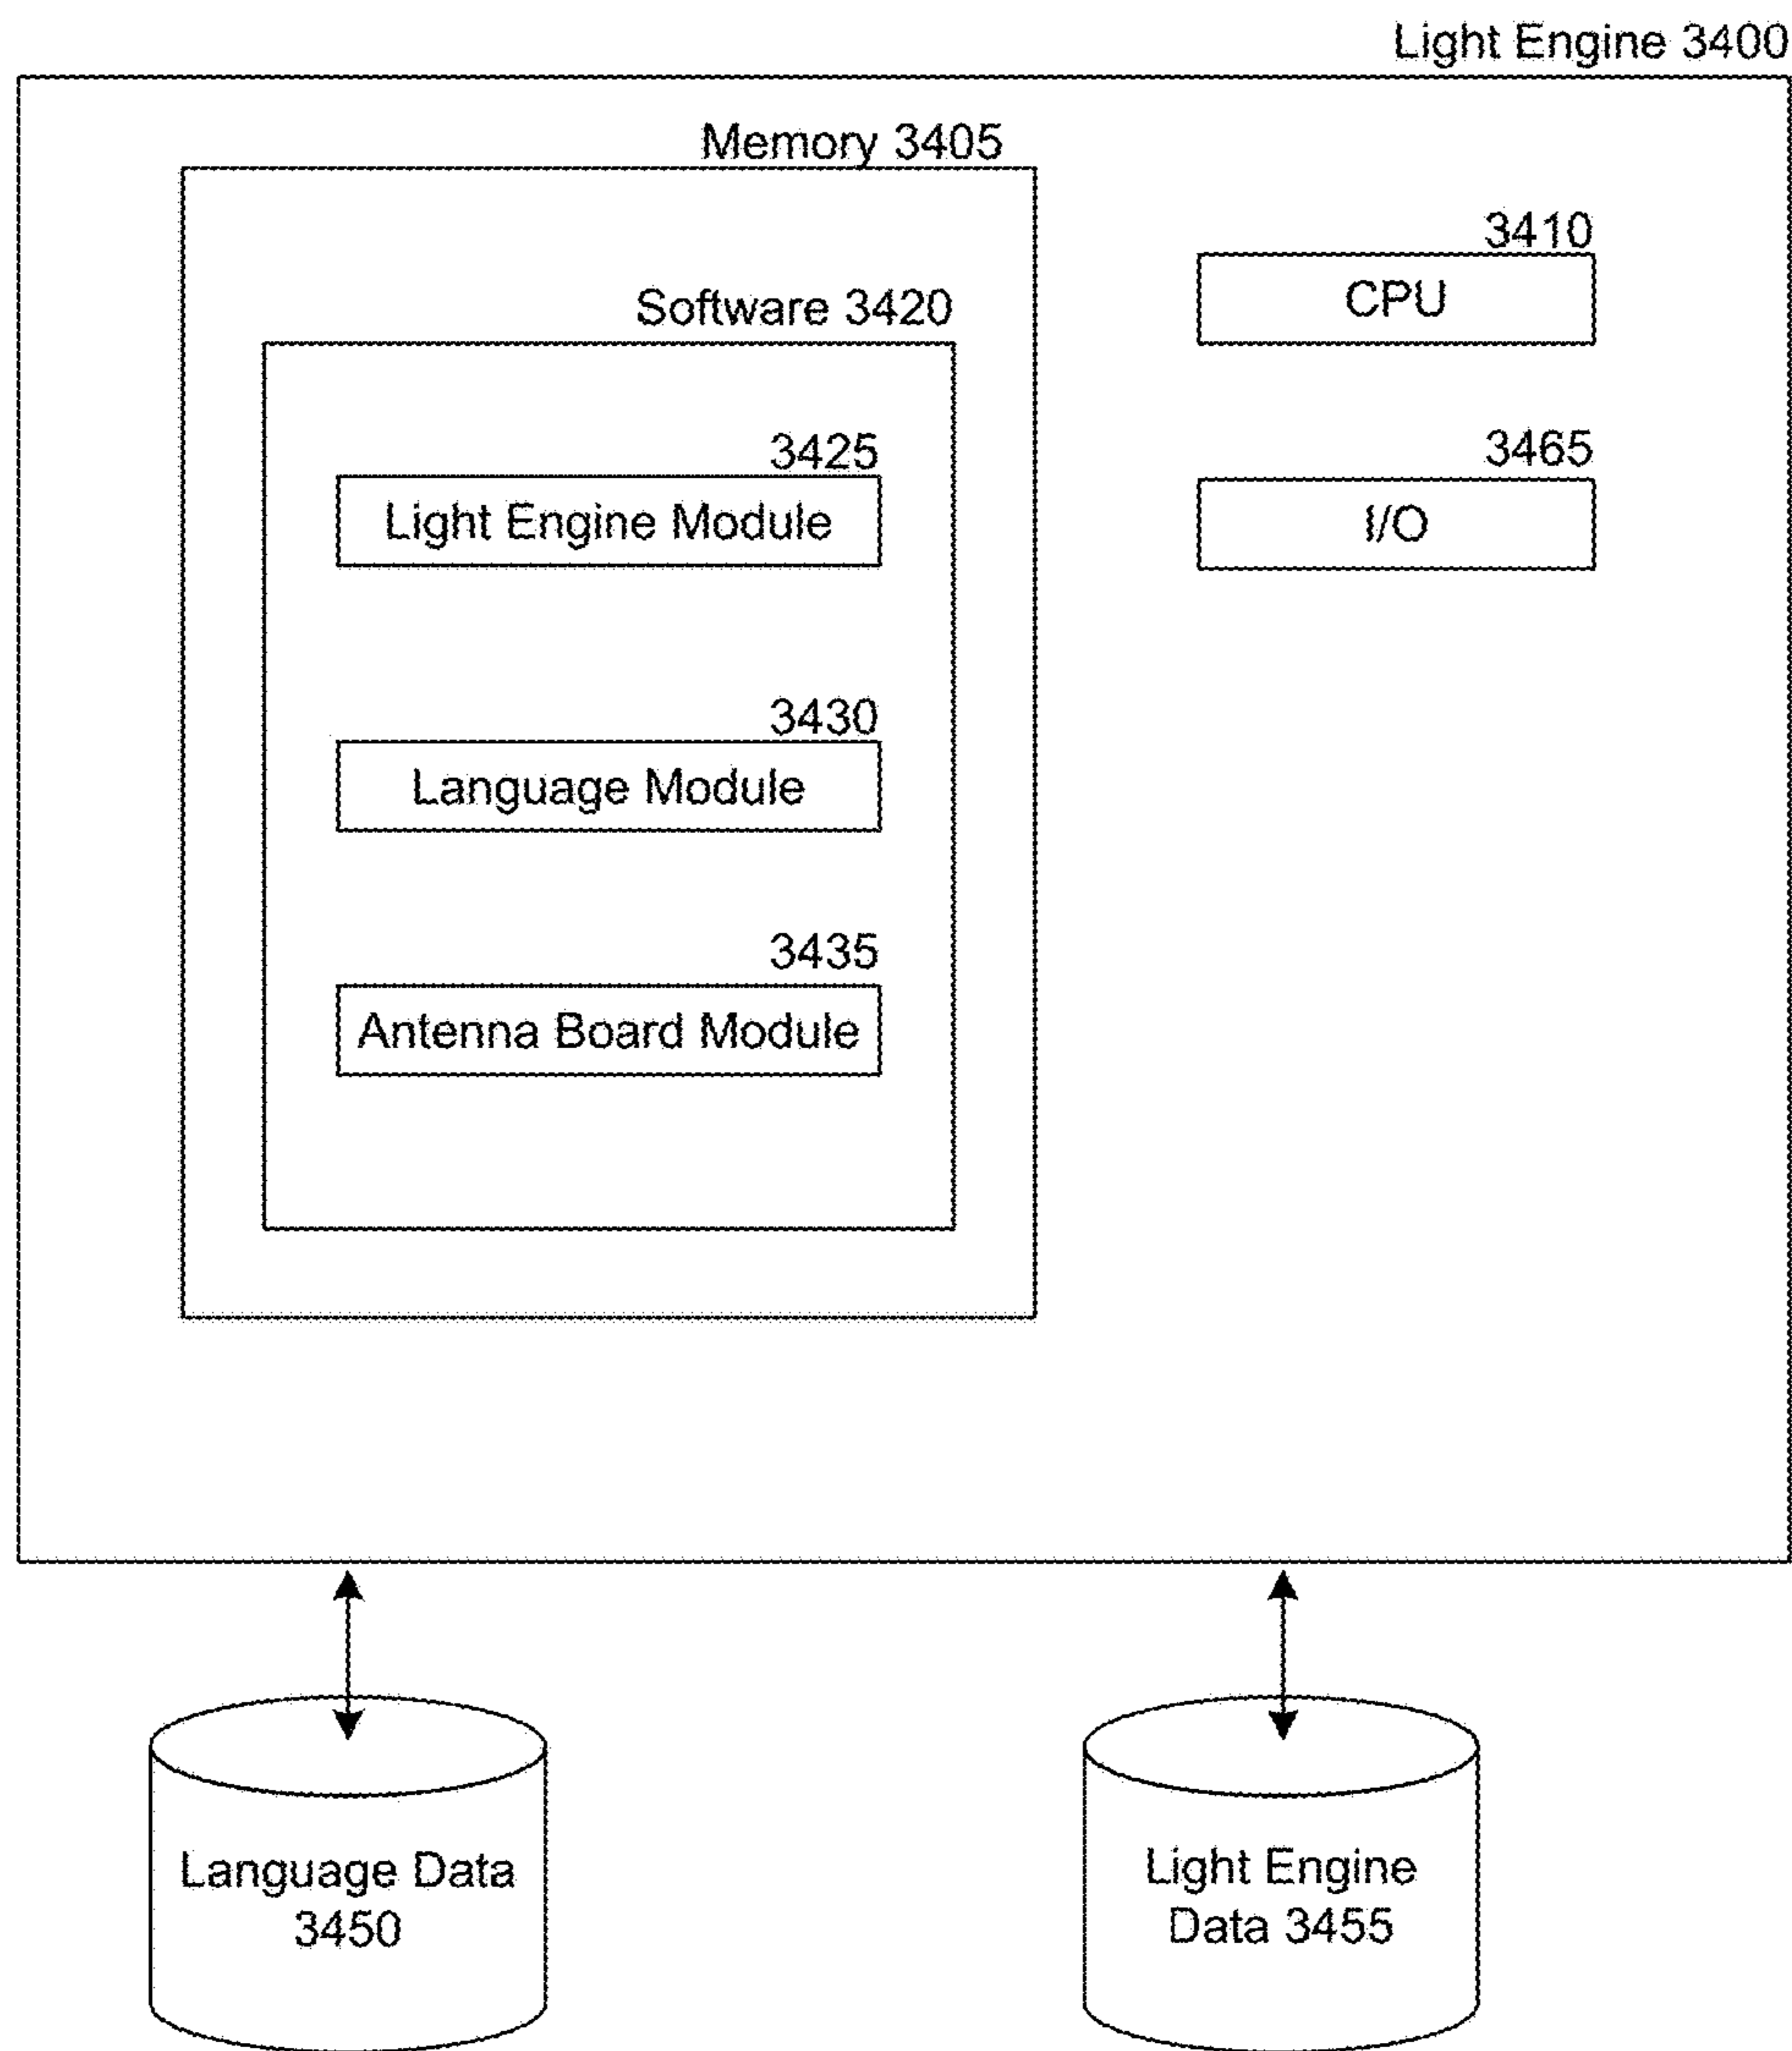 Light Engine 3400
Memory 3405
3410
CPU
Software 3420
3465
I/O
3425
Light Engine Module
3430
Language Module
3435
Antenna Board Module
Language Data
3450
Light Engine
Data 3455